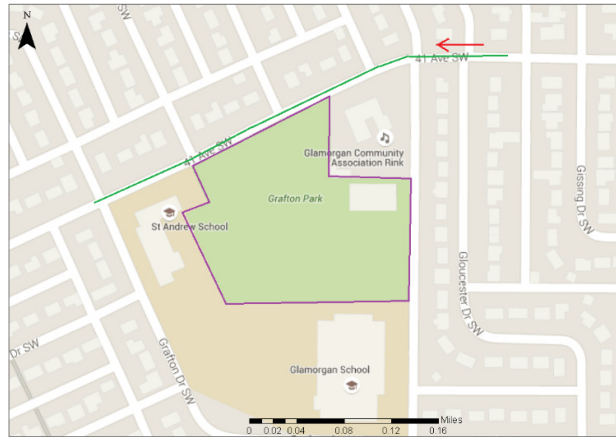 N
41 Ave SW
41 Ave SW
Glamorgan Community
Association Rink
Grafton Park
Gissing Dr SW
St Andrew School
Gloucester Dr SW
Dr SW
Grafton Dr SW
Glamorgan School
Miles
0 0.02 0.04 0.08 0.12 0.16